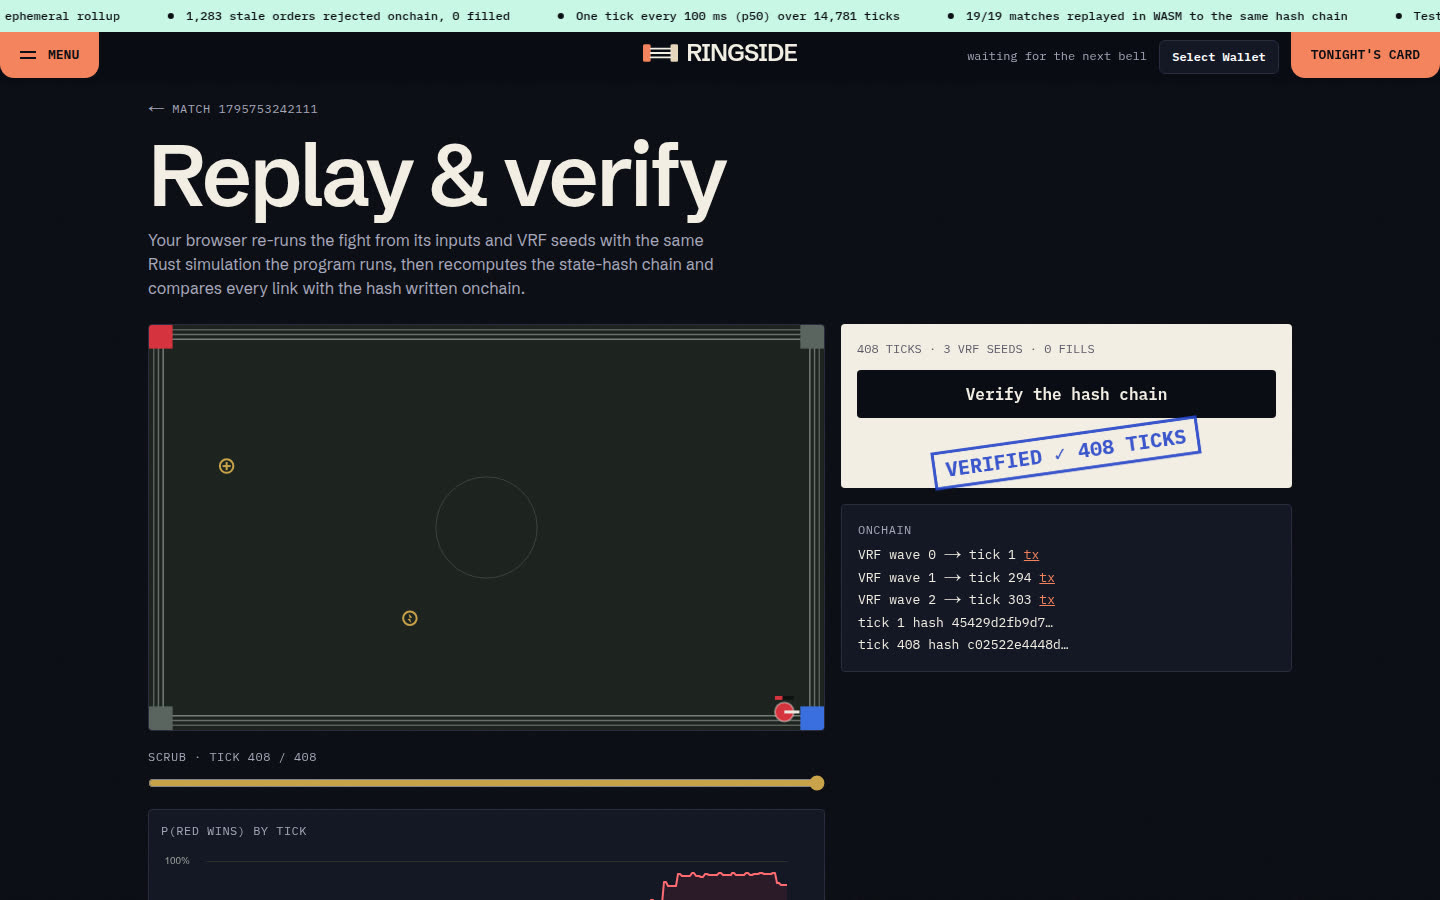 ephemeral rollup • 1,283 stale orders rejected onchain, 0 filled • One tick every 100 ms (p50) over 14,781 ticks • 19/19 matches replayed in WASM to the same hash chain • Test
MENU
RINGSIDE
waiting for the next bell
Select Wallet
TONIGHT'S CARD
← MATCH 1795753242111
Replay & verify
Your browser re-runs the fight from its inputs and VRF seeds with the same
Rust simulation the program runs, then recomputes the state-hash chain and
compares every link with the hash written onchain.
408 TICKS · 3 VRF SEEDS · 0 FILLS
Verify the hash chain
VERIFIED ✓ 408 TICKS
ONCHAIN
VRF wave 0 → tick 1 tx
VRF wave 1 → tick 294 tx
VRF wave 2 → tick 303 tx
tick 1 hash 45429d2fb9d7…
tick 408 hash c02522e4448d…
SCRUB · TICK 408 / 408
P(RED WINS) BY TICK
100%